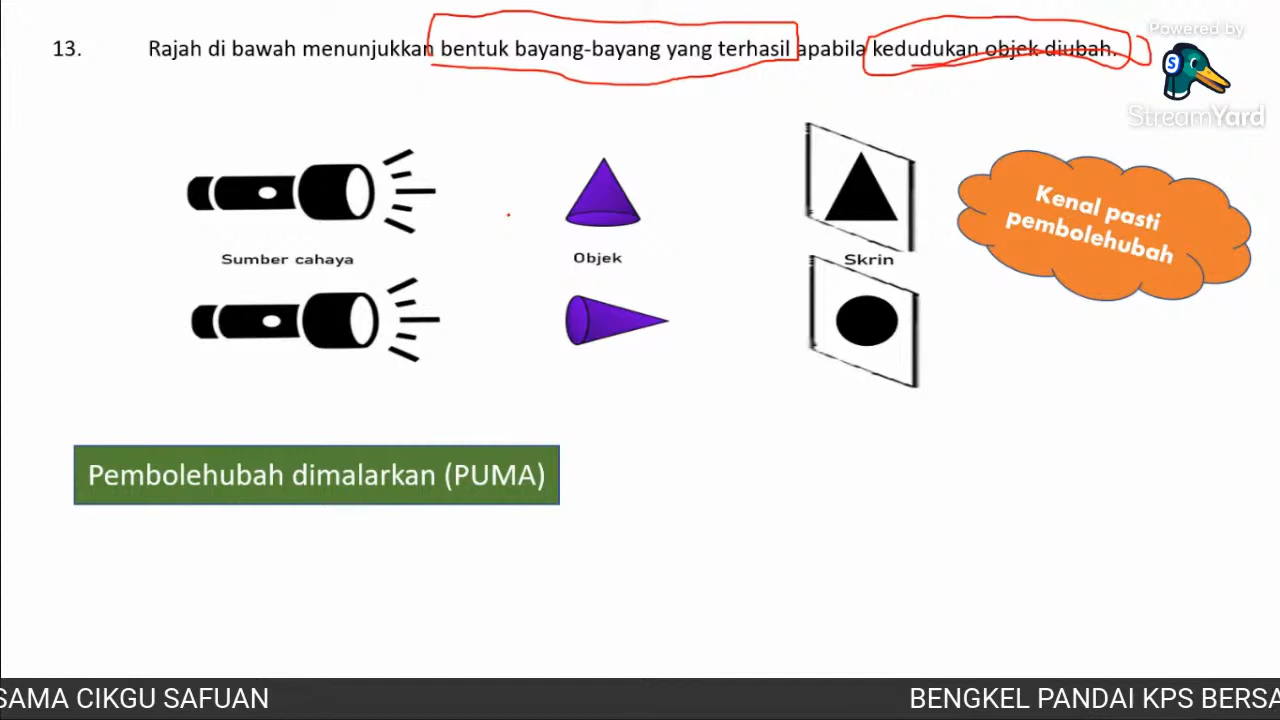 Powered by
StreamYard
13. Rajah di bawah menunjukkan bentuk bayang-bayang yang terhasil apabila kedudukan objek diubah.
Sumber cahaya
Objek
Skrin
Kenal pasti
pembolehubah
Pembolehubah dimalarkan (PUMA)
SAMA CIKGU SAFUAN
BENGKEL PANDAI KPS BERSA